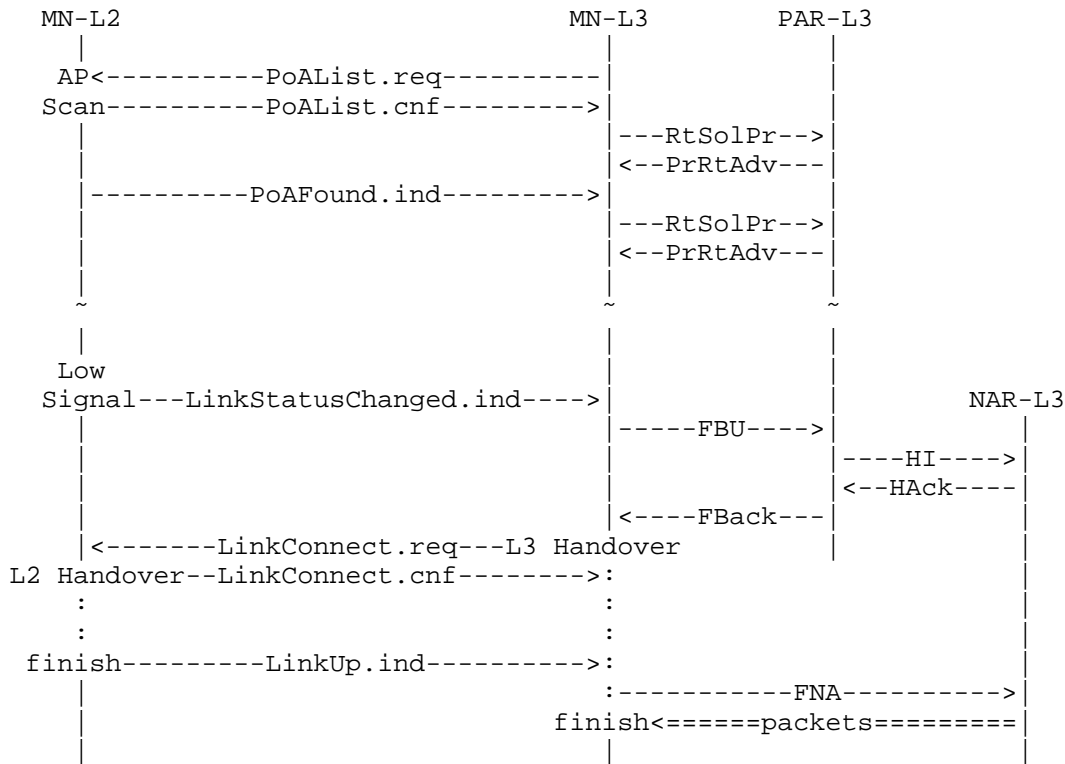 MN-L2                                MN-L3        PAR-L3
  |                                    |              |
 AP<----------PoAList.req----------|              |
Scan----------PoAList.cnf--------->|              |
  |                                    |---RtSolPr-->|
  |                                    |<--PrRtAdv---|
  |----------PoAFound.ind--------->|              |
  |                                    |---RtSolPr-->|
  |                                    |<--PrRtAdv---|
  |                                    |              |
  ~                                    ~              ~
  |                                    |              |
 Low                                   |              |
Signal---LinkStatusChanged.ind---->|              |        NAR-L3
  |                                    |-----FBU---->|            |
  |                                    |              |----HI---->|
  |                                    |              |<--HAck----|
  |                                    |<----FBack---|            |
  |<-------LinkConnect.req---L3 Handover          |            |
L2 Handover--LinkConnect.cnf-------->:                         |
  :                                    :                         |
  :                                    :                         |
finish---------LinkUp.ind---------->:                         |
  |                                    :-----------FNA---------->|
  |                                 finish<======packets=========|
  |                                    |                         |